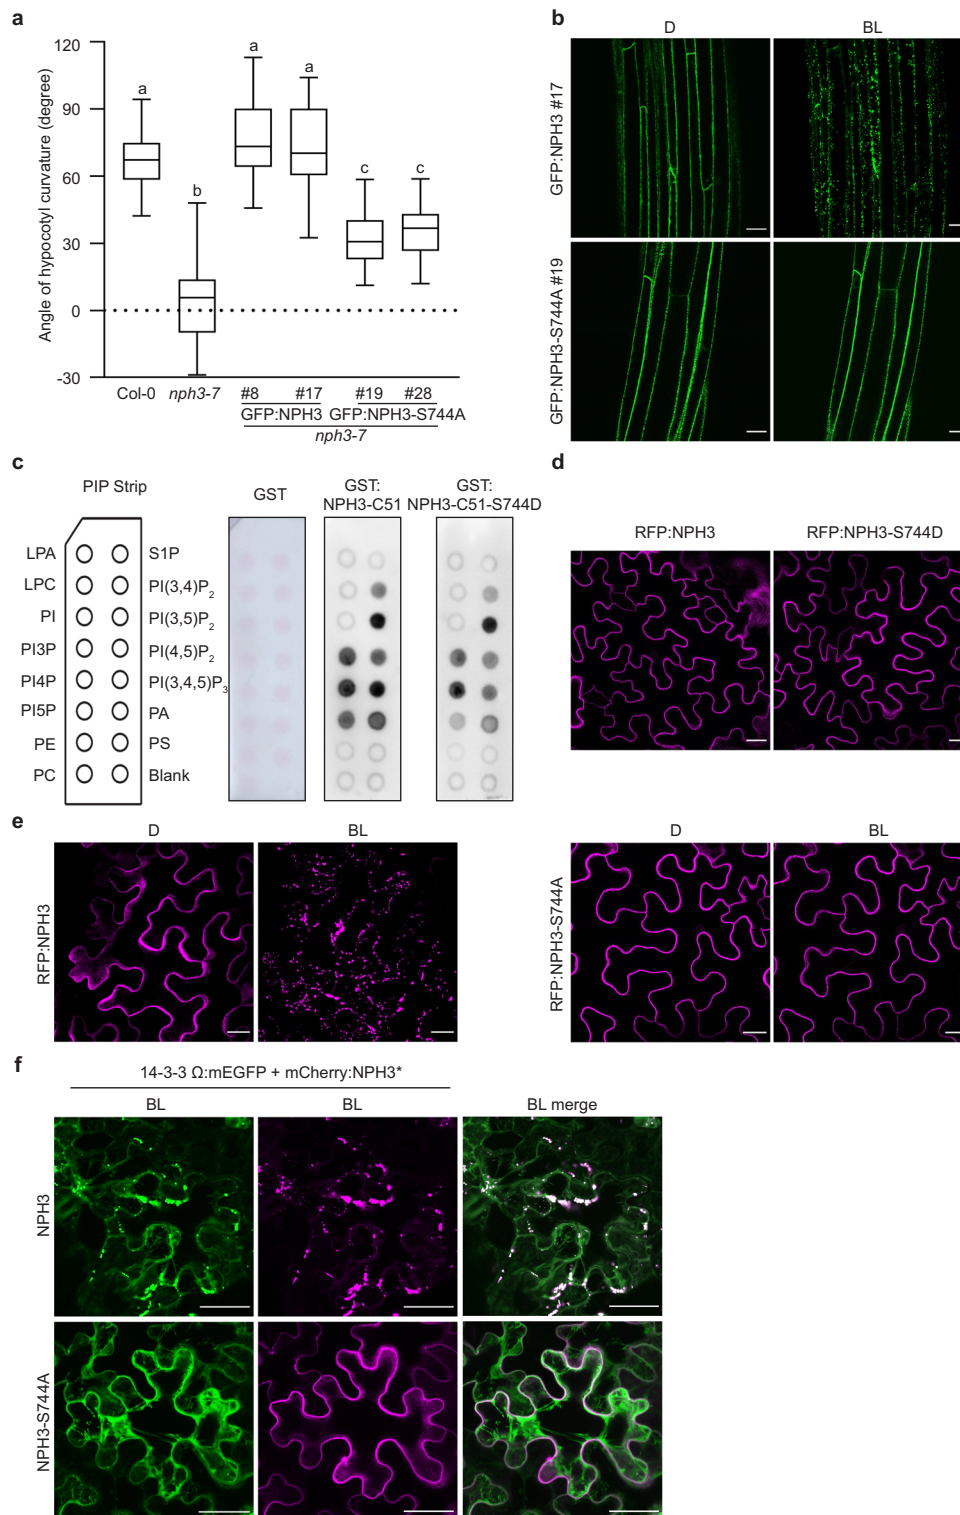 a
Angle of hypocotyl curvature (degree)
120
90
60
30
0
-30
a
b
a
a
c
c
Col-0
nph3-7
#8
#17
#19
#28
GFP:NPH3
GFP:NPH3-S744A
nph3-7
b
D
BL
GFP:NPH3 #17
GFP:NPH3-S744A #19
c
PIP Strip
GST
GST:
NPH3-C51
GST:
NPH3-C51-S744D
LPA
S1P
LPC
PI(3,4)P2
PI
PI(3,5)P2
PI3P
PI(4,5)P2
PI4P
PI(3,4,5)P3
PI5P
PA
PE
PS
PC
Blank
d
RFP:NPH3
RFP:NPH3-S744D
e
D
BL
RFP:NPH3
D
BL
RFP:NPH3-S744A
f
14-3-3 Ω:mEGFP + mCherry:NPH3*
BL
BL
BL merge
NPH3
NPH3-S744A